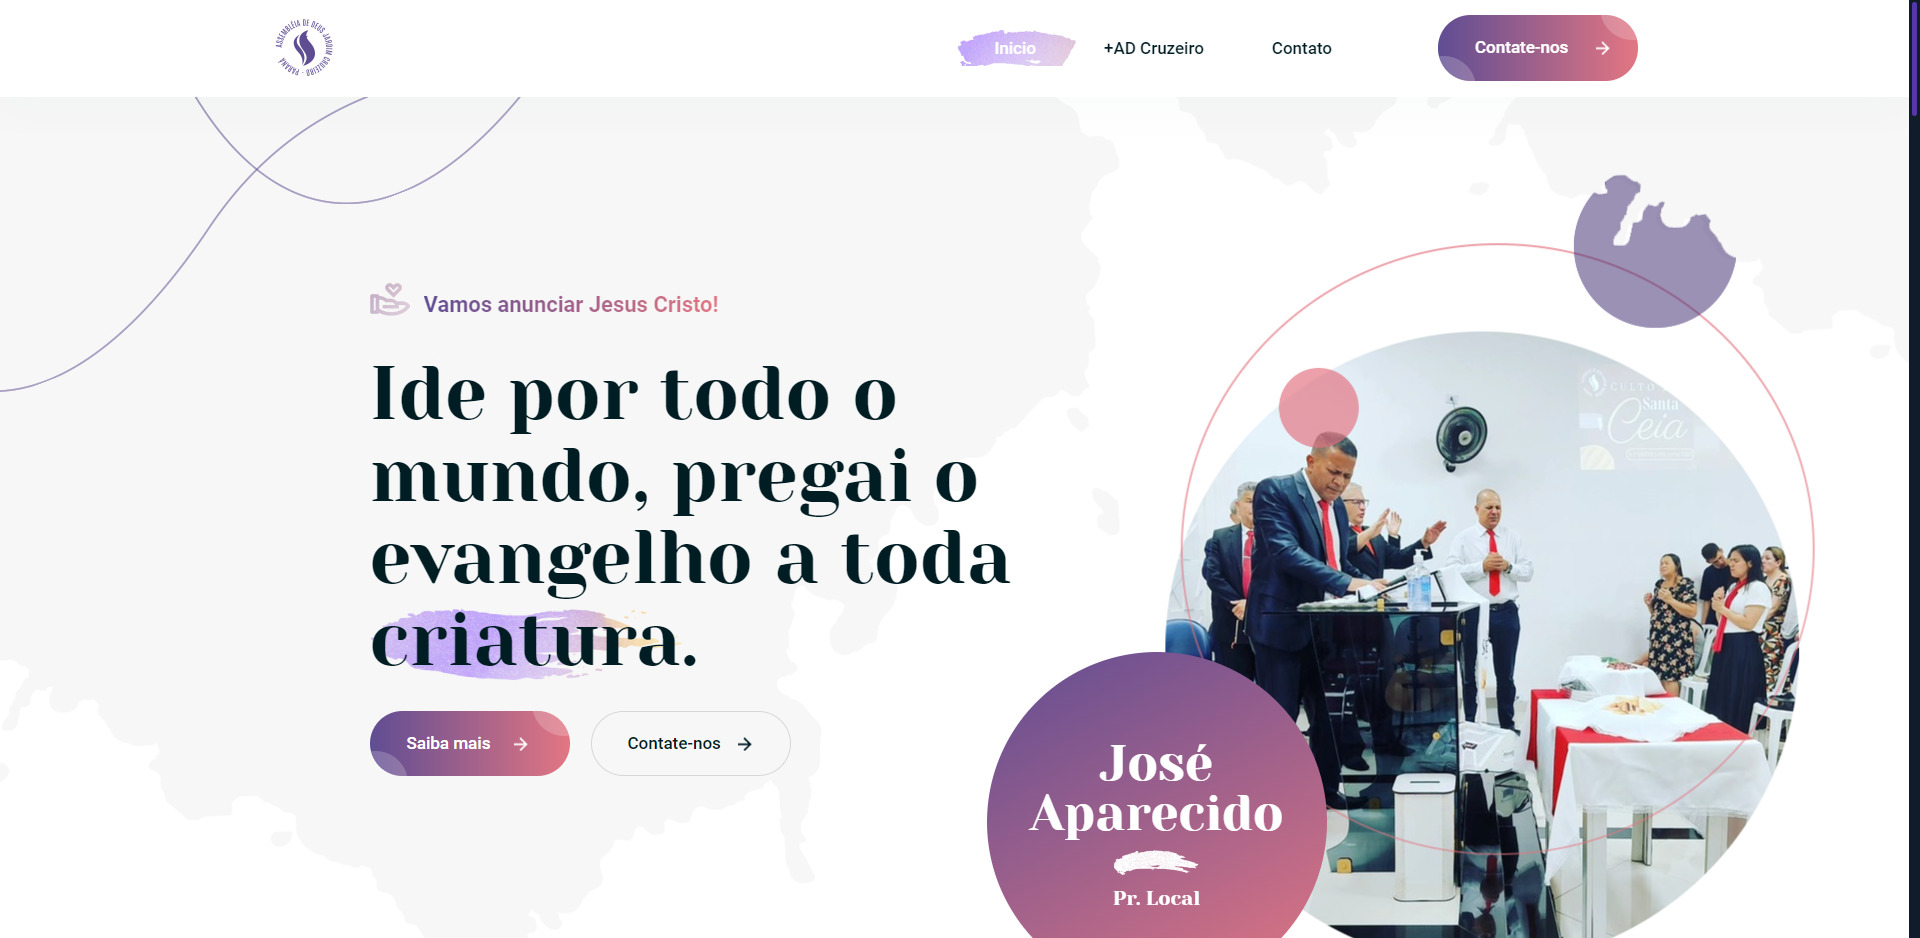 ASSEMBLEIA DE DEUS JARDIM CRUZEIRO - PARANÁ
Inicio
+AD Cruzeiro
Contato
Contate-nos
Vamos anunciar Jesus Cristo!
Ide por todo o
mundo, pregai o
evangelho a toda
criatura.
Saiba mais
Contate-nos
CULTO
Santa
Ceia
José
Aparecido
Pr. Local